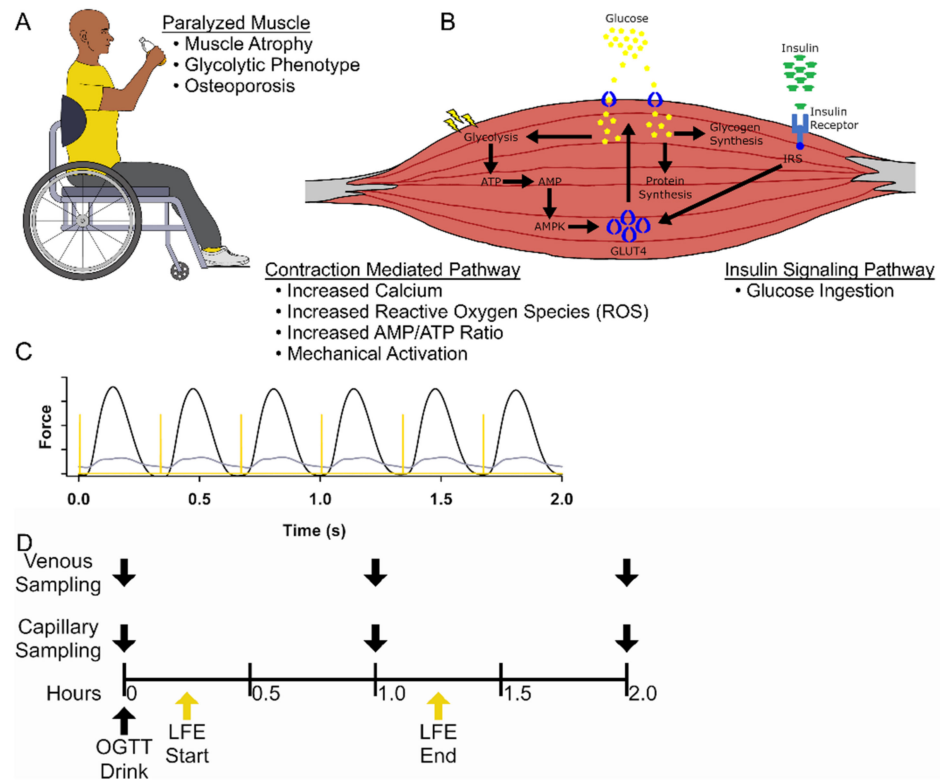 A
Paralyzed Muscle
• Muscle Atrophy
• Glycolytic Phenotype
• Osteoporosis
B
Glucose
Insulin
Insulin
Receptor
IRS
Glycolysis
Glycogen
Synthesis
ATP
AMP
Protein
Synthesis
AMPK
GLUT4
Contraction Mediated Pathway
• Increased Calcium
• Increased Reactive Oxygen Species (ROS)
• Increased AMP/ATP Ratio
• Mechanical Activation
Insulin Signaling Pathway
• Glucose Ingestion
C
Force
0.0 0.5 1.0 1.5 2.0
Time (s)
D
Venous
Sampling
Capillary
Sampling
Hours 0 0.5 1.0 1.5 2.0
OGTT
Drink
LFE
Start
LFE
End